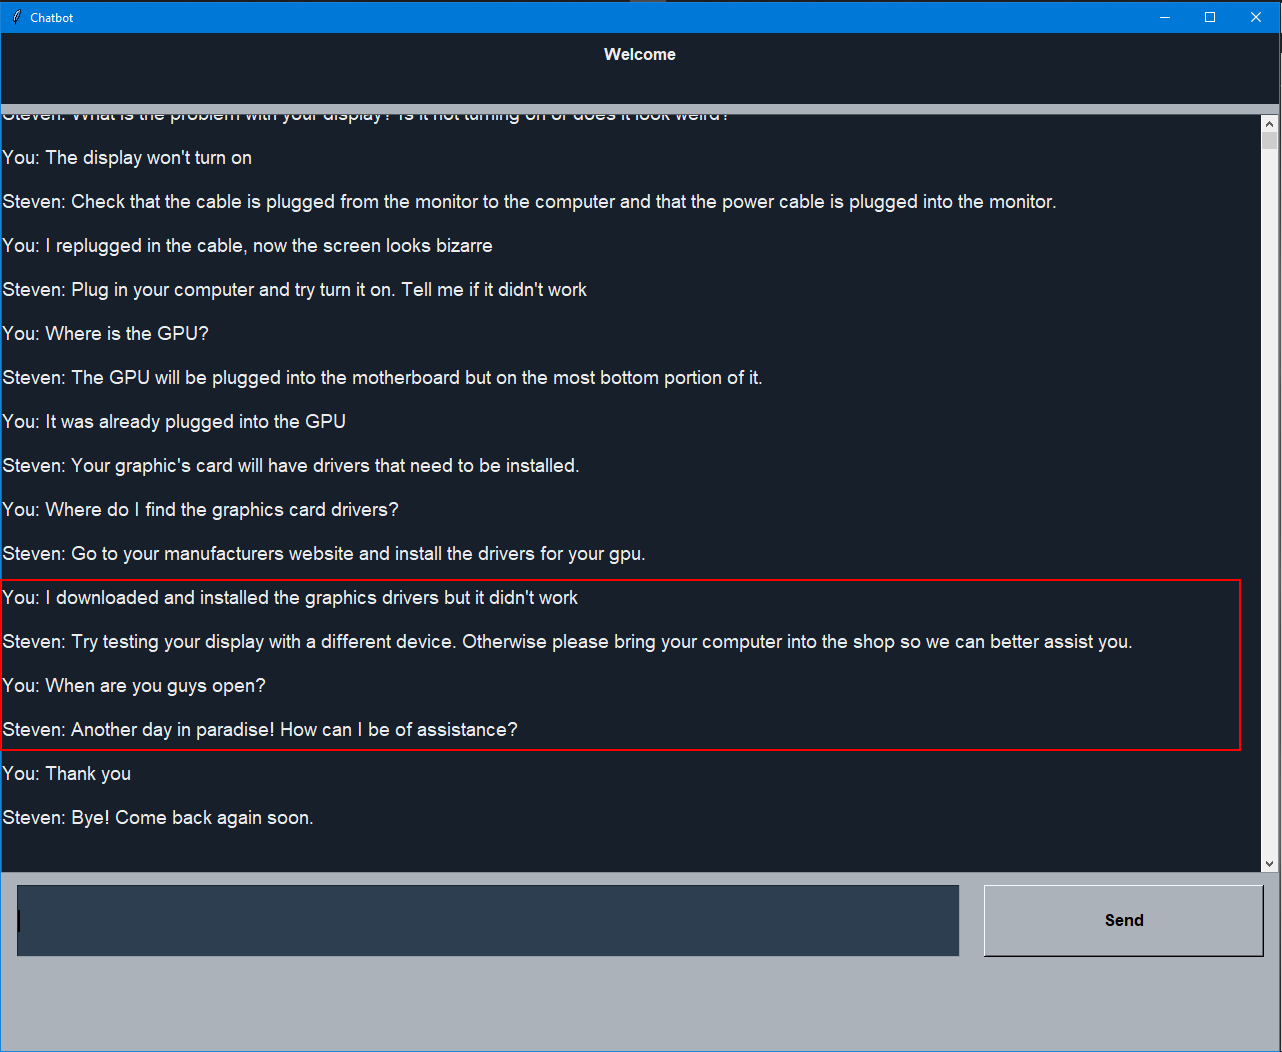 Chatbot
Welcome
Steven: What is the problem with your display? Is it not turning on or does it look weird?
You: The display won't turn on
Steven: Check that the cable is plugged from the monitor to the computer and that the power cable is plugged into the monitor.
You: I replugged in the cable, now the screen looks bizarre
Steven: Plug in your computer and try turn it on. Tell me if it didn't work
You: Where is the GPU?
Steven: The GPU will be plugged into the motherboard but on the most bottom portion of it.
You: It was already plugged into the GPU
Steven: Your graphic's card will have drivers that need to be installed.
You: Where do I find the graphics card drivers?
Steven: Go to your manufacturers website and install the drivers for your gpu.
You: I downloaded and installed the graphics drivers but it didn't work
Steven: Try testing your display with a different device. Otherwise please bring your computer into the shop so we can better assist you.
You: When are you guys open?
Steven: Another day in paradise! How can I be of assistance?
You: Thank you
Steven: Bye! Come back again soon.
Send